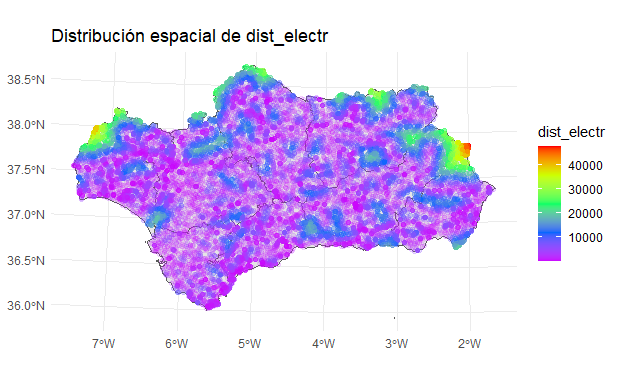 Distribución espacial de dist_electr
38.5°N
38.0°N
37.5°N
37.0°N
36.5°N
36.0°N
7°W
6°W
5°W
4°W
3°W
2°W
dist_electr
40000
30000
20000
10000